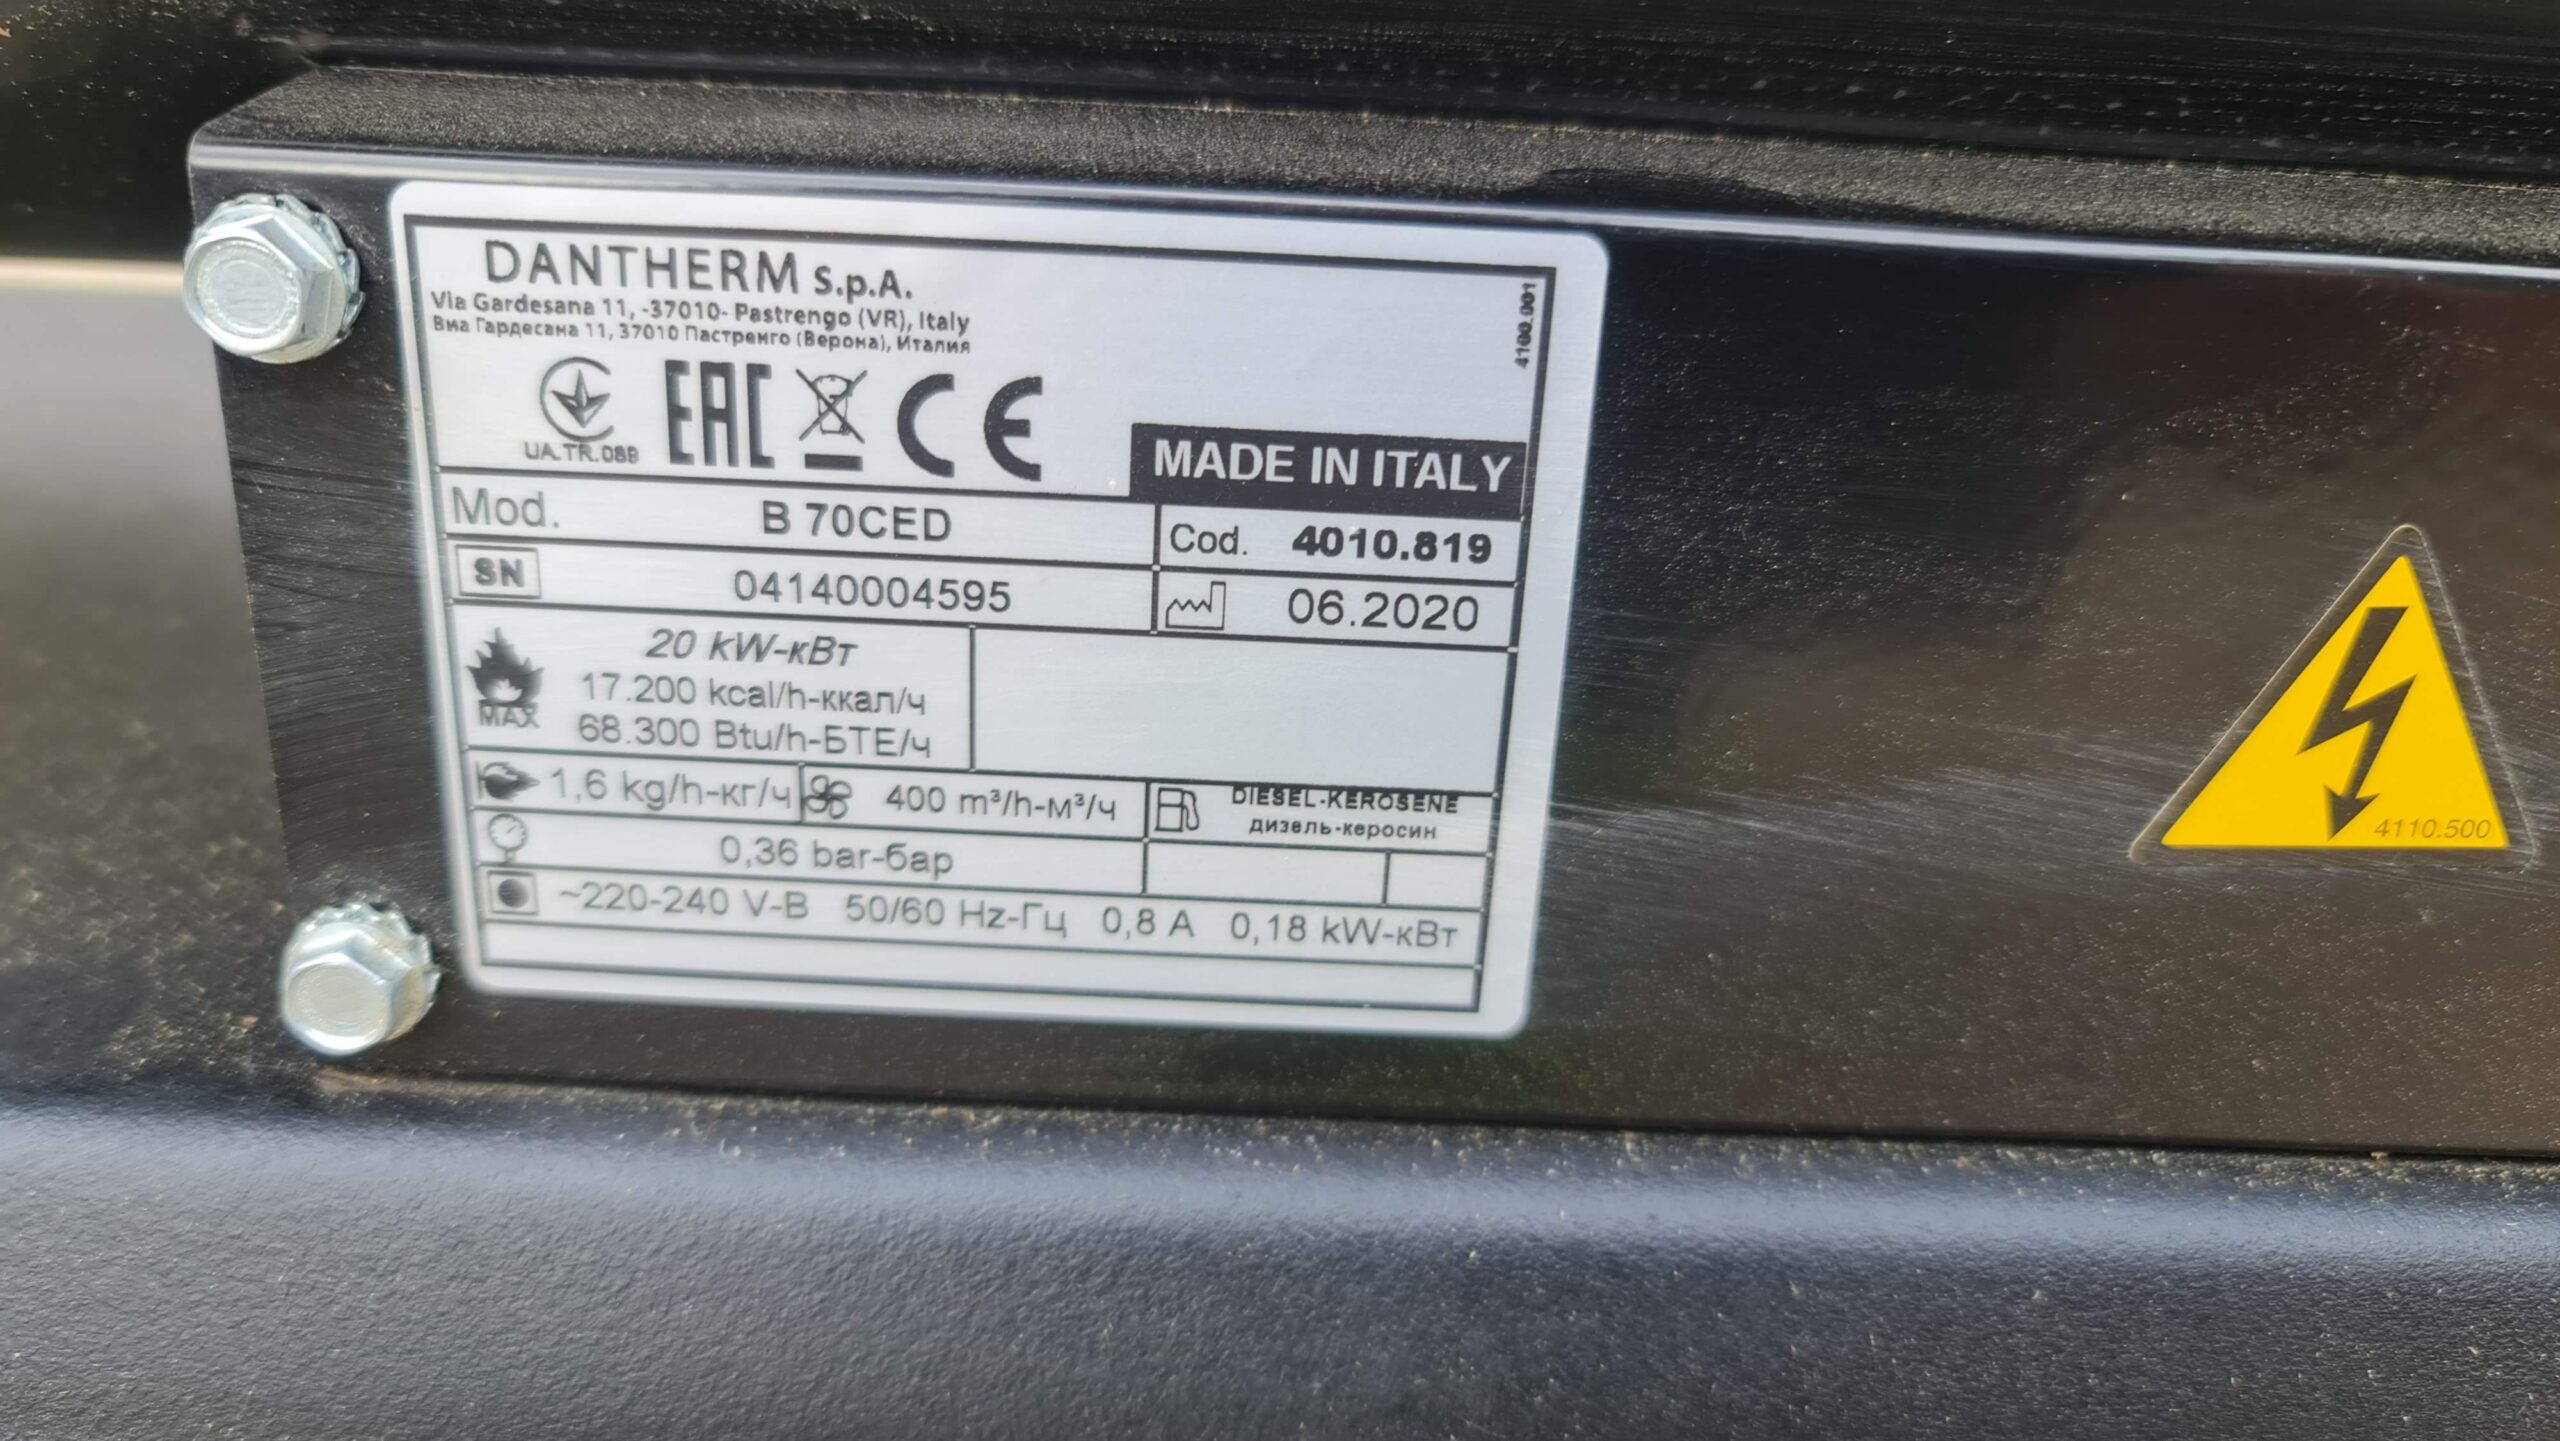 DANTHERM S.p.A.
Via Gardesana 11, -37010- Pastrengo (VR), Italy
Виа Гардесана 11, 37010 Пастренго (Верона), Италия
4100.901
UA.TR.08B
EAC
CE
MADE IN ITALY
Mod. B 70CED
Cod. 4010.819
SN 04140004595
06.2020
20 kW-кВт
17.200 kcal/h-ккал/ч
MAX
68.300 Btu/h-БТЕ/ч
1,6 kg/h-кг/ч
400 m³/h-м³/ч
DIESEL-KEROSENE
дизель-керосин
0,36 bar-бар
~220-240 V-В 50/60 Hz-Гц 0,8 A 0,18 kW-кВт
4110.500